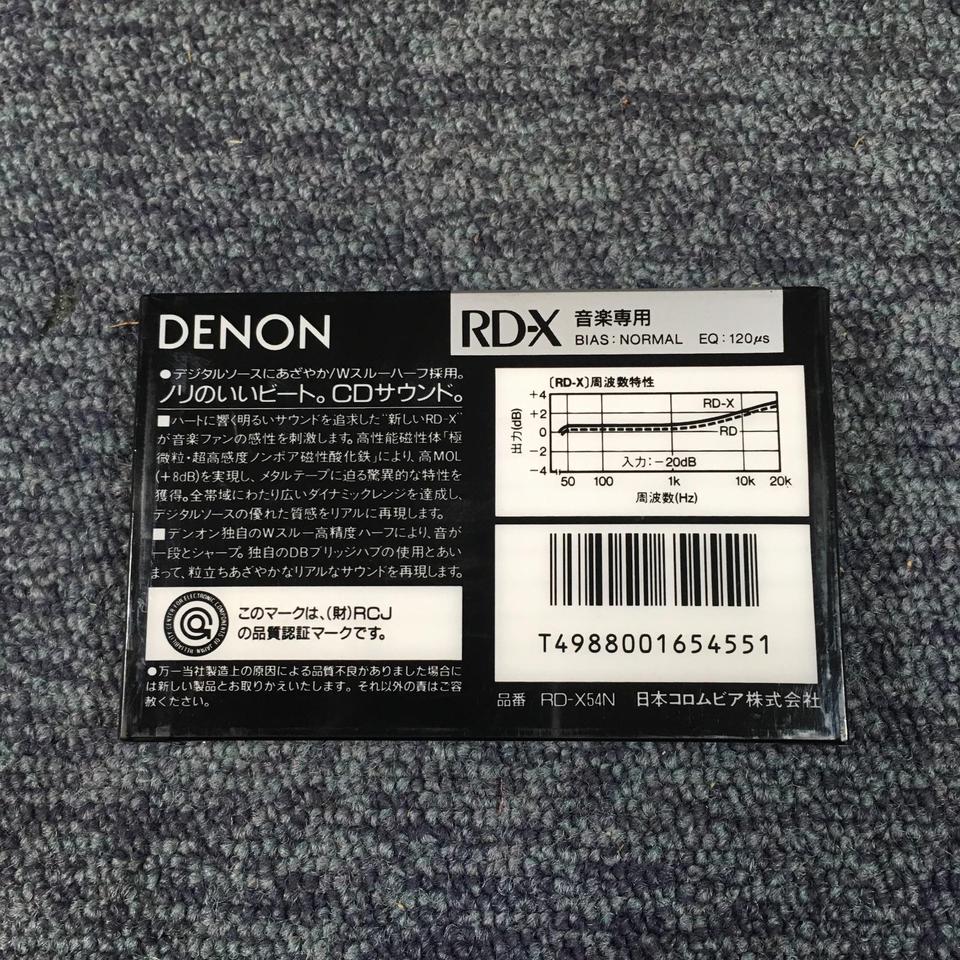 DENON
RD-X 音楽専用
BIAS:NORMAL EQ:120μs
●デジタルソースにあざやか/Wスルーハーフ採用。
ノリのいいビート。CDサウンド。
■ハートに響く明るいサウンドを追求した“新しいRD-X”
が音楽ファンの感性を刺激します。高性能磁性体「極
微粒・超高感度ノンポア磁性酸化鉄」により、高MOL
(+8dB)を実現し、メタルテープに迫る驚異的な特性を
獲得。全帯域にわたり広いダイナミックレンジを達成し、
デジタルソースの優れた質感をリアルに再現します。
■デンオン独自のWスルー高精度ハーフにより、音が
一段とシャープ。独自のDBブリッジハブの使用とあい
まって、粒立ちあざやかなリアルなサウンドを再現します。
このマークは、(財)RCJ
の品質認証マークです。
●万一当社製造上の原因による品質不良がありました場合に
は新しい製品とお取りかえいたします。それ以外の責はご容
赦ください。
〔RD-X〕周波数特性
出力(dB)
+4
+2
0
−2
−4
RD-X
RD
入力:−20dB
50 100 1k 10k 20k
周波数(Hz)
T4988001654551
品番 RD-X54N 日本コロムビア株式会社